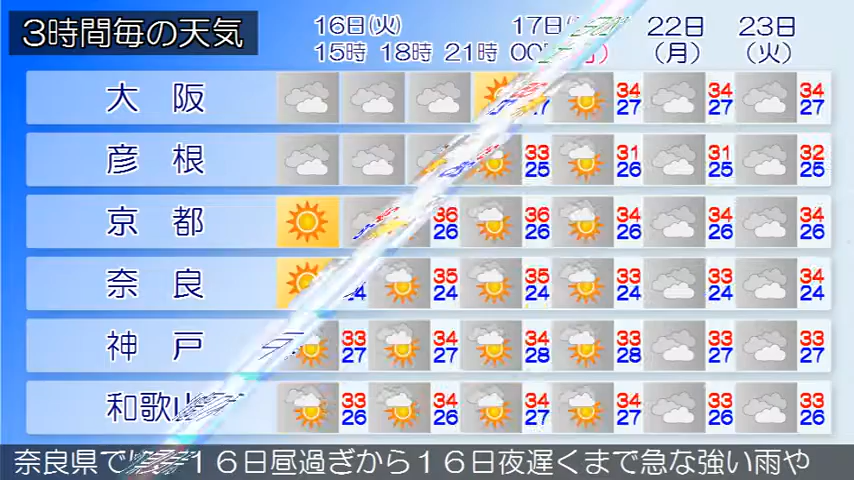 3時間毎の天気
16日(火) 17日 22日 23日
15時 18時 21時 00 (月) (火)
大阪 34 27 34 27 34 27
彦根 33 25 31 26 31 25 32 25
京都 36 26 36 26 34 26 34 26 34 26
奈良 24 35 24 35 24 33 24 33 24 34 24
神戸 33 27 34 27 34 28 33 28 33 27 33 27
和歌山 33 26 34 26 34 27 34 27 33 26 33 26
奈良県で 16日昼過ぎから16日夜遅くまで急な強い雨や